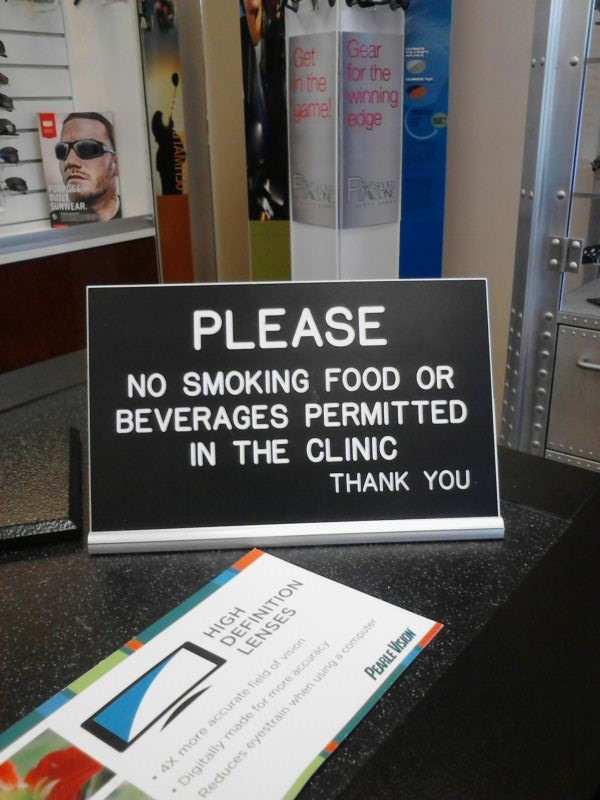 PURPOSE
BUILT
SUNWEAR.
Get
in the
game!
Gear
for the
winning
edge
PLEASE
NO SMOKING FOOD OR
BEVERAGES PERMITTED
IN THE CLINIC
THANK YOU
HIGH
DEFINITION
LENSES
• 4X more accurate field of vision
• Digitally made for more accuracy
Reduces eyestrain when using a computer
PEARLE VISION